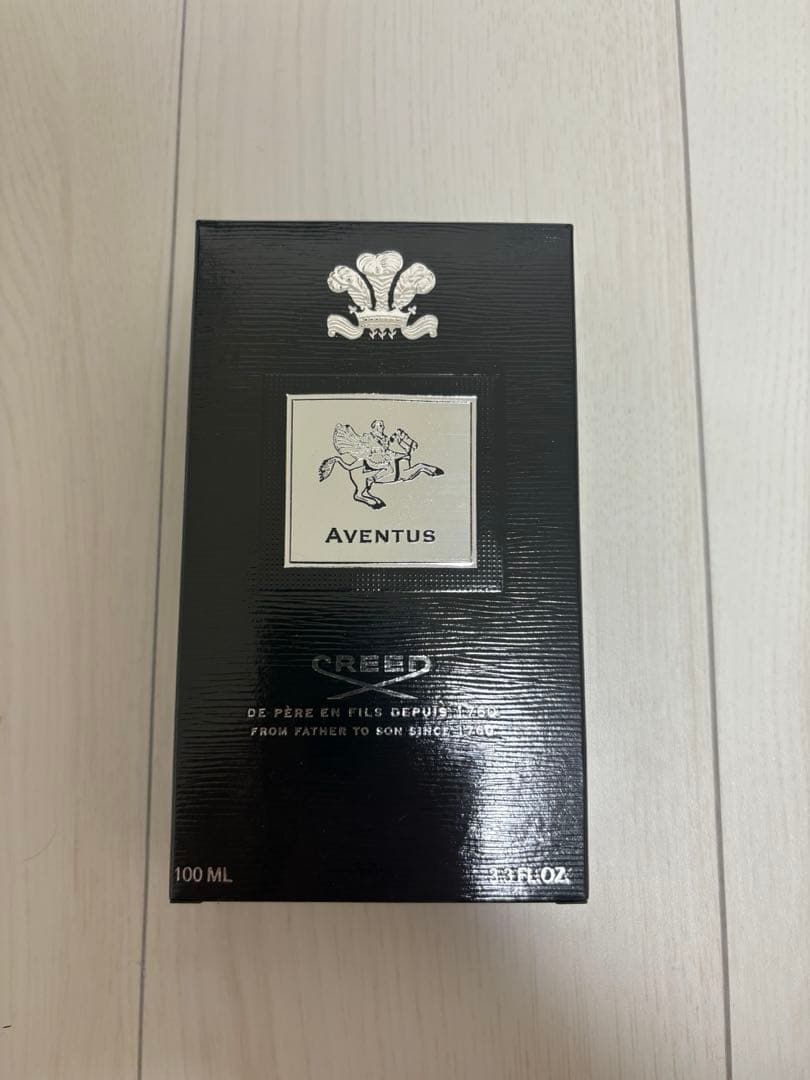 AVENTUS
CREED
DE PÈRE EN FILS DEPUIS 1760
FROM FATHER TO SON SINCE 1760
100 ML
3.3 FL.OZ.